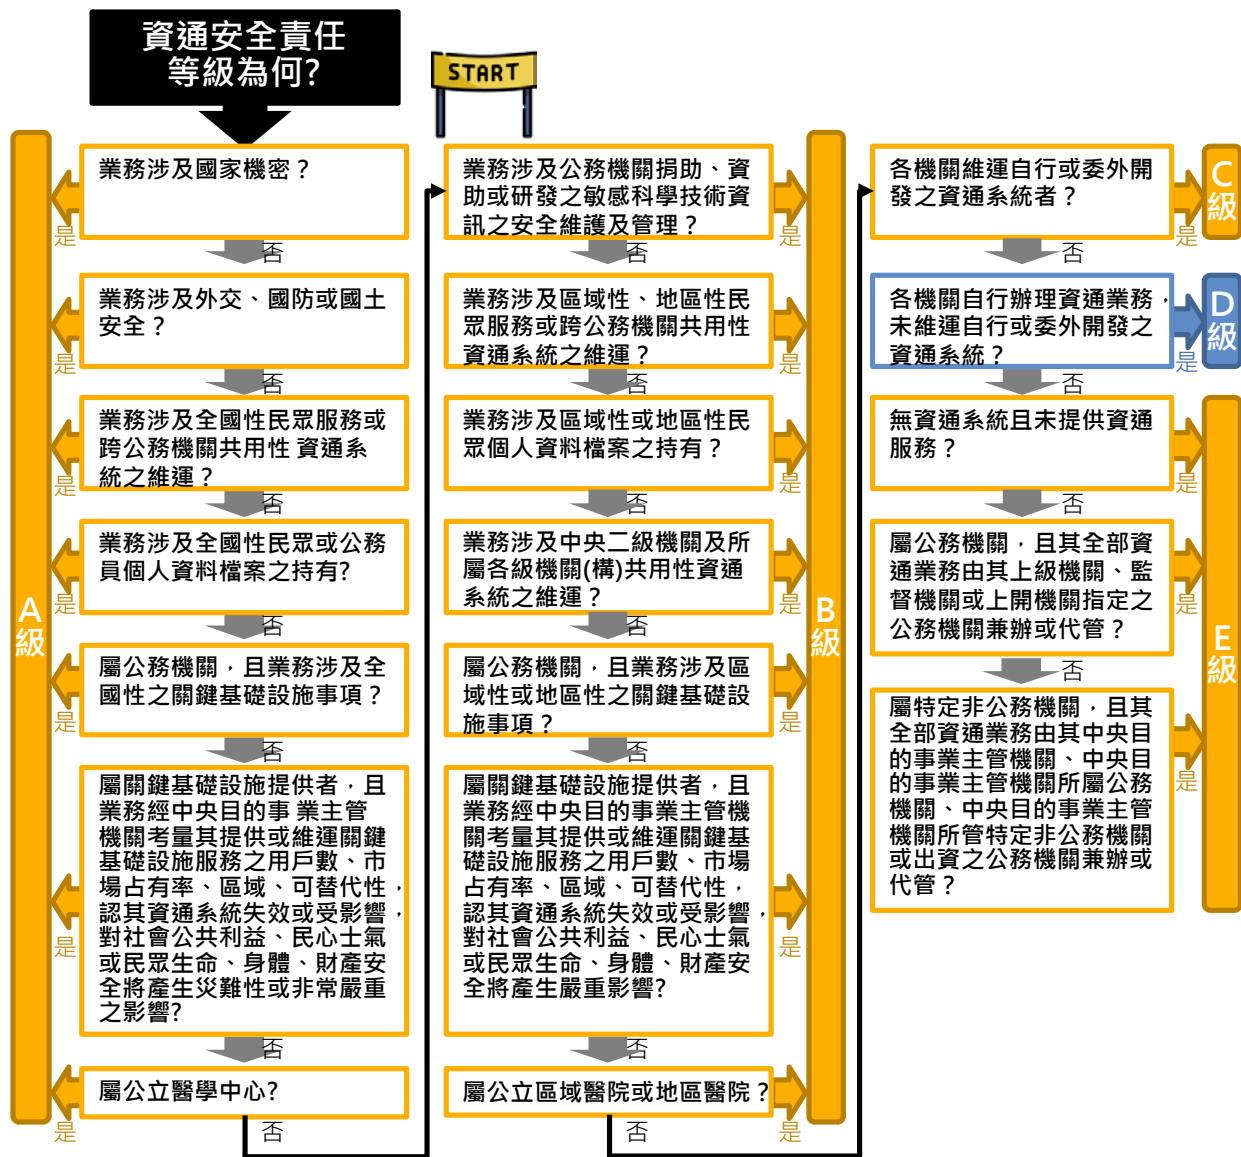 資通安全責任
等級為何?
START
A
級
業務涉及國家機密？
是
否
業務涉及外交、國防或國土
安全？
是
否
業務涉及全國性民眾服務或
跨公務機關共用性 資通系
統之維運？
是
否
業務涉及全國性民眾或公務
員個人資料檔案之持有?
是
否
屬公務機關，且業務涉及全
國性之關鍵基礎設施事項？
是
否
屬關鍵基礎設施提供者，且
業務經中央目的事 業主管
機關考量其提供或維運關鍵
基礎設施服務之用戶數、市
場占有率、區域、可替代性，
認其資通系統失效或受影響，
對社會公共利益、民心士氣
或民眾生命、身體、財產安
全將產生災難性或非常嚴重
之影響?
是
否
屬公立醫學中心?
是
否
業務涉及公務機關捐助、資
助或研發之敏感科學技術資
訊之安全維護及管理？
是
否
業務涉及區域性、地區性民
眾服務或跨公務機關共用性
資通系統之維運？
是
否
業務涉及區域性或地區性民
眾個人資料檔案之持有？
是
否
業務涉及中央二級機關及所
屬各級機關(構)共用性資通
系統之維運？
是
否
屬公務機關，且業務涉及區
域性或地區性之關鍵基礎設
施事項？
是
否
屬關鍵基礎設施提供者，且
業務經中央目的事業主管機
關考量其提供或維運關鍵基
礎設施服務之用戶數、市場
占有率、區域、可替代性，
認其資通系統失效或受影響，
對社會公共利益、民心士氣
或民眾生命、身體、財產安
全將產生嚴重影響?
是
否
屬公立區域醫院或地區醫院？
是
否
B
級
各機關維運自行或委外開
發之資通系統者？
是
否
C
級
各機關自行辦理資通業務，
未維運自行或委外開發之
資通系統？
是
否
D
級
無資通系統且未提供資通
服務？
是
否
屬公務機關，且其全部資
通業務由其上級機關、監
督機關或上開機關指定之
公務機關兼辦或代管？
是
否
屬特定非公務機關，且其
全部資通業務由其中央目
的事業主管機關、中央目
的事業主管機關所屬公務
機關、中央目的事業主管
機關所管特定非公務機關
或出資之公務機關兼辦或
代管？
是
E
級